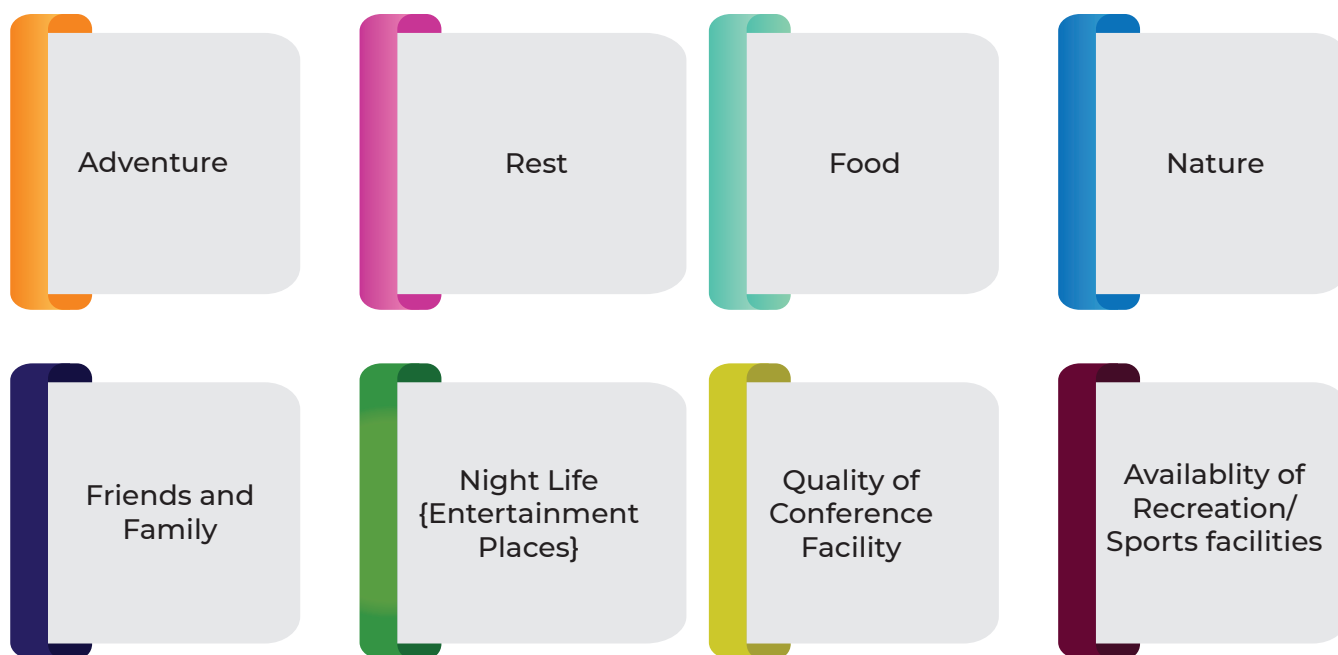 Adventure
Rest
Food
Nature
Friends and
Family
Night Life
{Entertainment
Places}
Quality of
Conference
Facility
Availablity of
Recreation/
Sports facilities